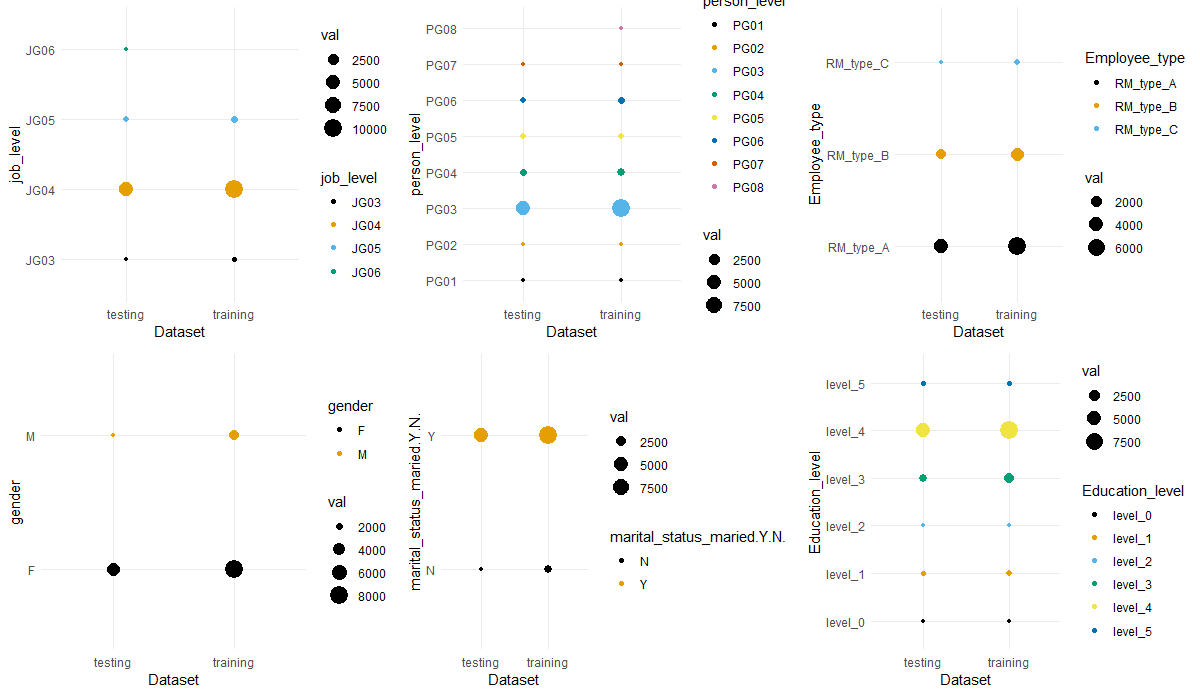 job_level
JG06
JG05
JG04
JG03
testing training
Dataset
val
2500
5000
7500
10000
job_level
JG03
JG04
JG05
JG06
person_level
PG08
PG07
PG06
PG05
PG04
PG03
PG02
PG01
testing training
Dataset
person_level
PG01
PG02
PG03
PG04
PG05
PG06
PG07
PG08
val
2500
5000
7500
Employee_type
RM_type_C
RM_type_B
RM_type_A
testing training
Dataset
Employee_type
RM_type_A
RM_type_B
RM_type_C
val
2000
4000
6000
gender
M
F
testing training
Dataset
gender
F
M
val
2000
4000
6000
8000
marital_status_maried.Y.N.
Y
N
testing training
Dataset
val
2500
5000
7500
marital_status_maried.Y.N.
N
Y
Education_level
level_5
level_4
level_3
level_2
level_1
level_0
testing training
Dataset
val
2500
5000
7500
Education_level
level_0
level_1
level_2
level_3
level_4
level_5